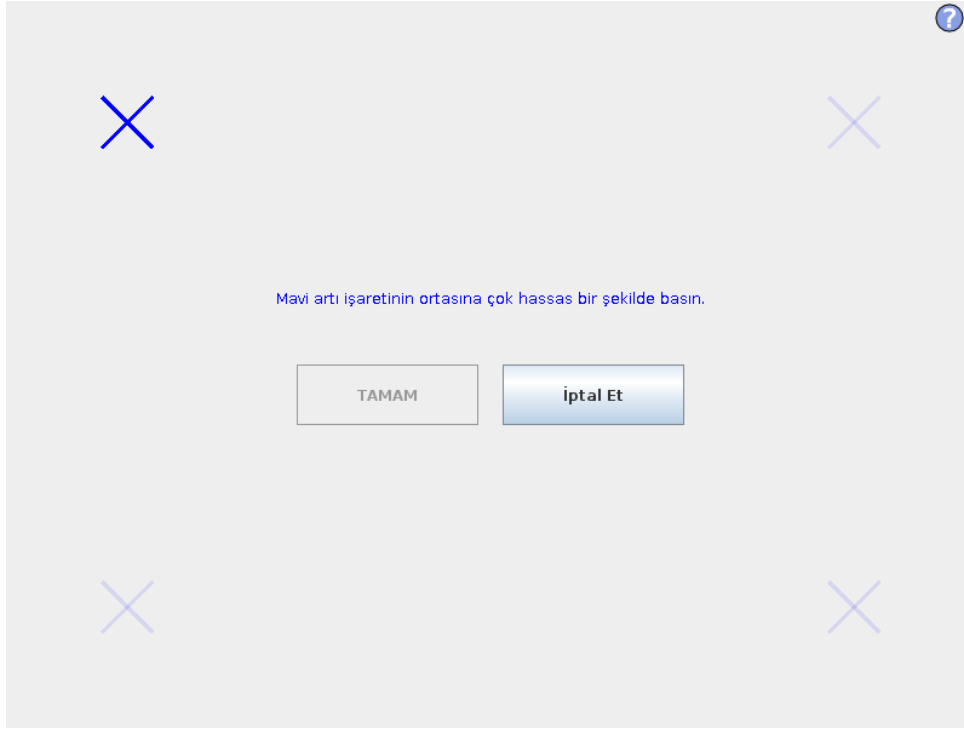 ?
Mavi artı işaretinin ortasına çok hassas bir şekilde basın.
TAMAM
İptal Et